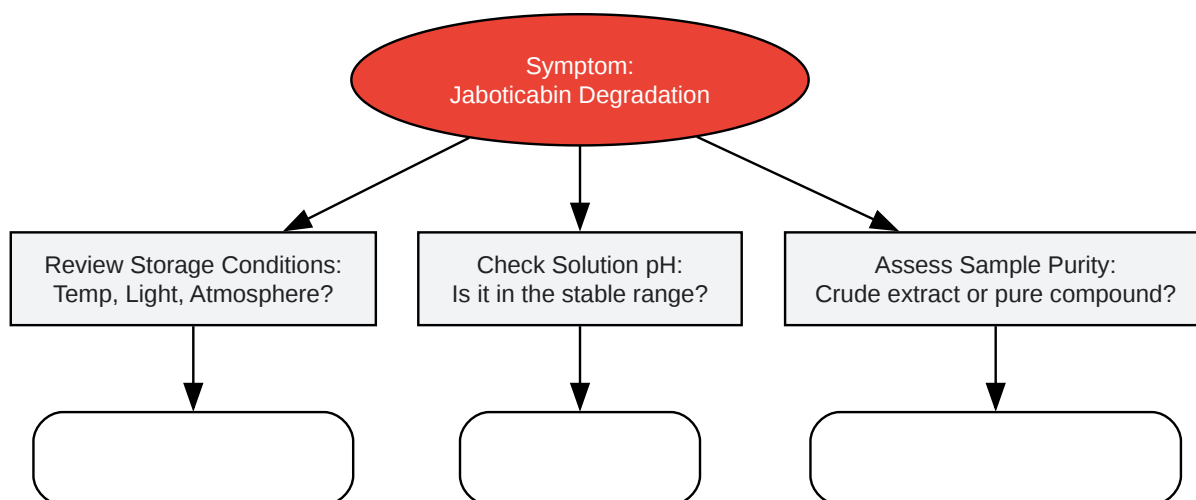 Symptom:
Jaboticabin Degradation
Review Storage Conditions:
Temp, Light, Atmosphere?
Check Solution pH:
Is it in the stable range?
Assess Sample Purity:
Crude extract or pure compound?